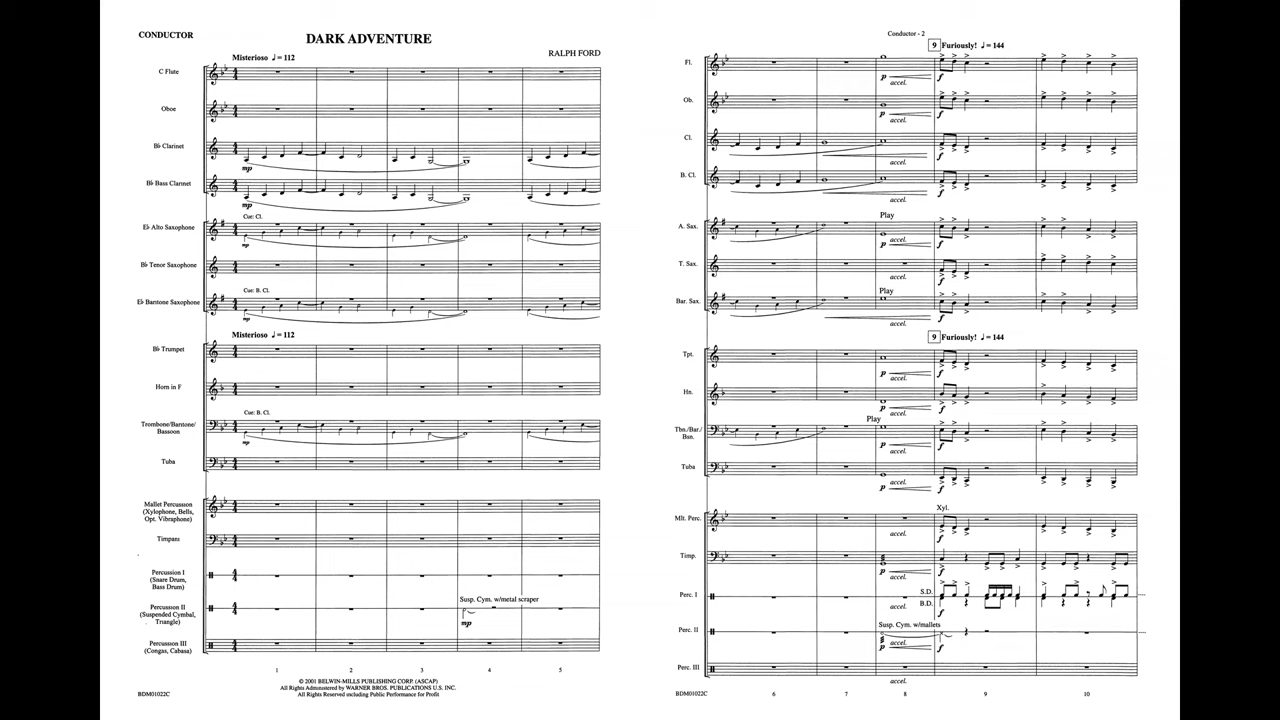 CONDUCTOR
DARK ADVENTURE
RALPH FORD
Misterioso ♩ = 112
C Flute
Oboe
B♭ Clarinet
mp
B♭ Bass Clarinet
mp
Cue: Cl.
E♭ Alto Saxophone
mp
B♭ Tenor Saxophone
Cue: B. Cl.
E♭ Baritone Saxophone
mp
Misterioso ♩ = 112
B♭ Trumpet
Horn in F
Cue: B. Cl.
Trombone/Baritone/
Bassoon
mp
Tuba
Mallet Percussion
(Xylophone, Bells,
Opt. Vibraphone)
Timpani
Percussion I
(Snare Drum,
Bass Drum)
Susp. Cym. w/metal scraper
Percussion II
(Suspended Cymbal,
Triangle)
mp
Percussion III
(Congas, Cabasa)
1 2 3 4 5
© 2001 BELWIN-MILLS PUBLISHING CORP. (ASCAP)
All Rights Administered by WARNER BROS. PUBLICATIONS U.S. INC.
All Rights Reserved including Public Performance for Profit
BDM01022C
Conductor - 2
9 Furiously! ♩ = 144
Fl.
p f
accel.
Ob.
p f
accel.
Cl.
f
accel.
B. Cl.
f
accel.
Play
A. Sax.
p accel. f
T. Sax.
f
accel.
Play
Bar. Sax.
f
accel.
9 Furiously! ♩ = 144
Tpt.
p f
accel.
Hn.
p f
accel.
Play
Tbn./Bar./
Bsn.
p f
accel.
Tuba
p f
accel.
Xyl.
Mlt. Perc.
f
accel.
Timp.
p f
accel.
Perc. I
S.D.
B.D.
accel. f
Susp. Cym. w/mallets
Perc. II
p accel. f
Perc. III
accel.
BDM01022C
6 7 8 9 10